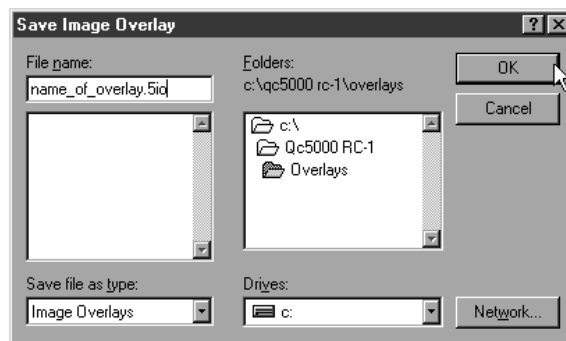 Save Image Overlay
File name:
name_of_overlay.5io
Folders:
c:\qc5000 rc-1\overlays
c:\
Qc5000 RC-1
Overlays
OK
Cancel
Save file as type:
Image Overlays
Drives:
c:
Network...